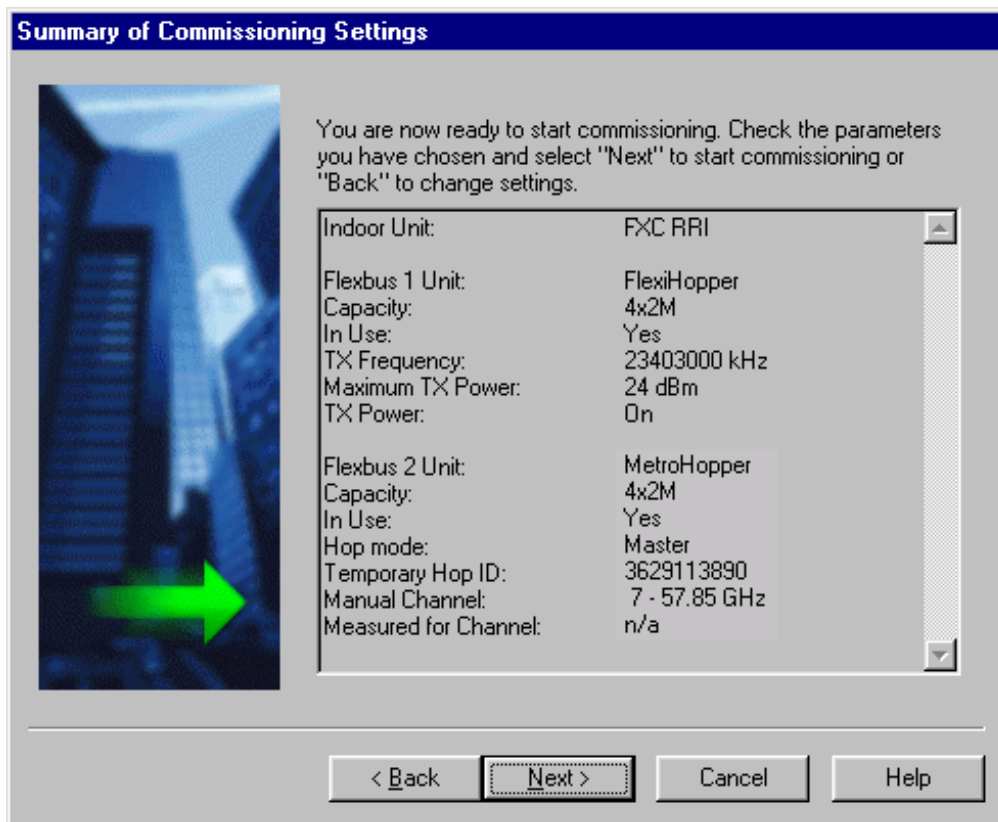 Summary of Commissioning Settings
You are now ready to start commissioning. Check the parameters
you have chosen and select "Next" to start commissioning or
"Back" to change settings.
Indoor Unit: FXC RRI
Flexbus 1 Unit: FlexiHopper
Capacity: 4x2M
In Use: Yes
TX Frequency: 23403000 kHz
Maximum TX Power: 24 dBm
TX Power: On
Flexbus 2 Unit: MetroHopper
Capacity: 4x2M
In Use: Yes
Hop mode: Master
Temporary Hop ID: 3629113890
Manual Channel: 7 - 57.85 GHz
Measured for Channel: n/a
< Back Next > Cancel Help